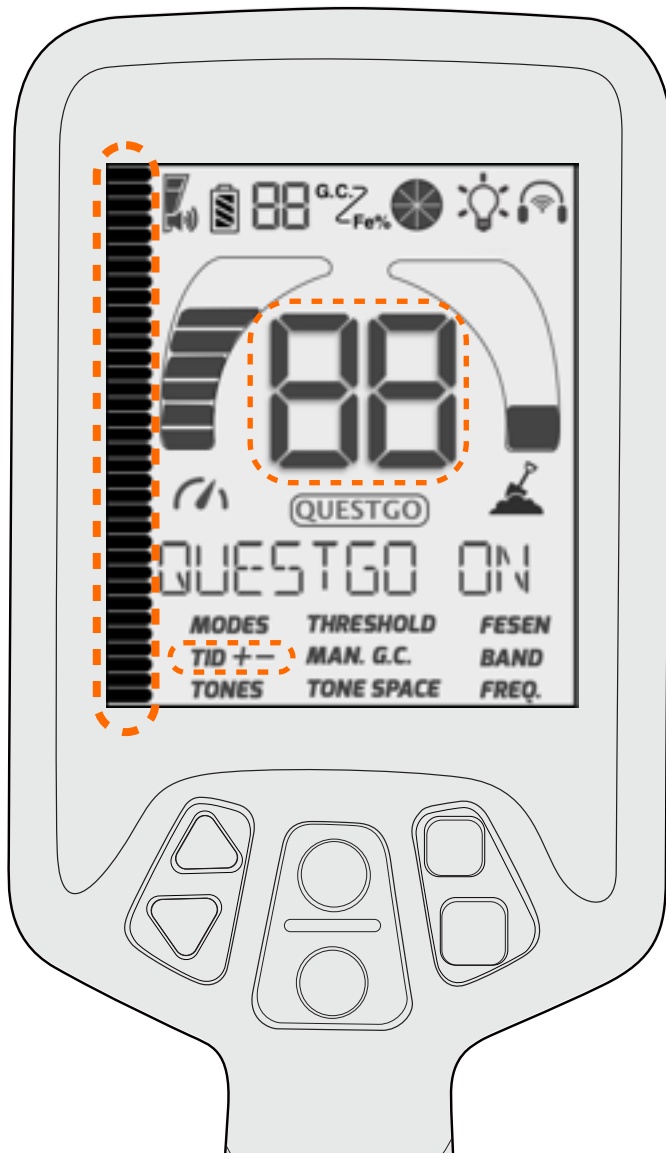 88 G.C. Fe%
88
QUESTGO
QUESTGO ON
MODES THRESHOLD FESEN
TID +− MAN. G.C. BAND
TONES TONE SPACE FREQ.